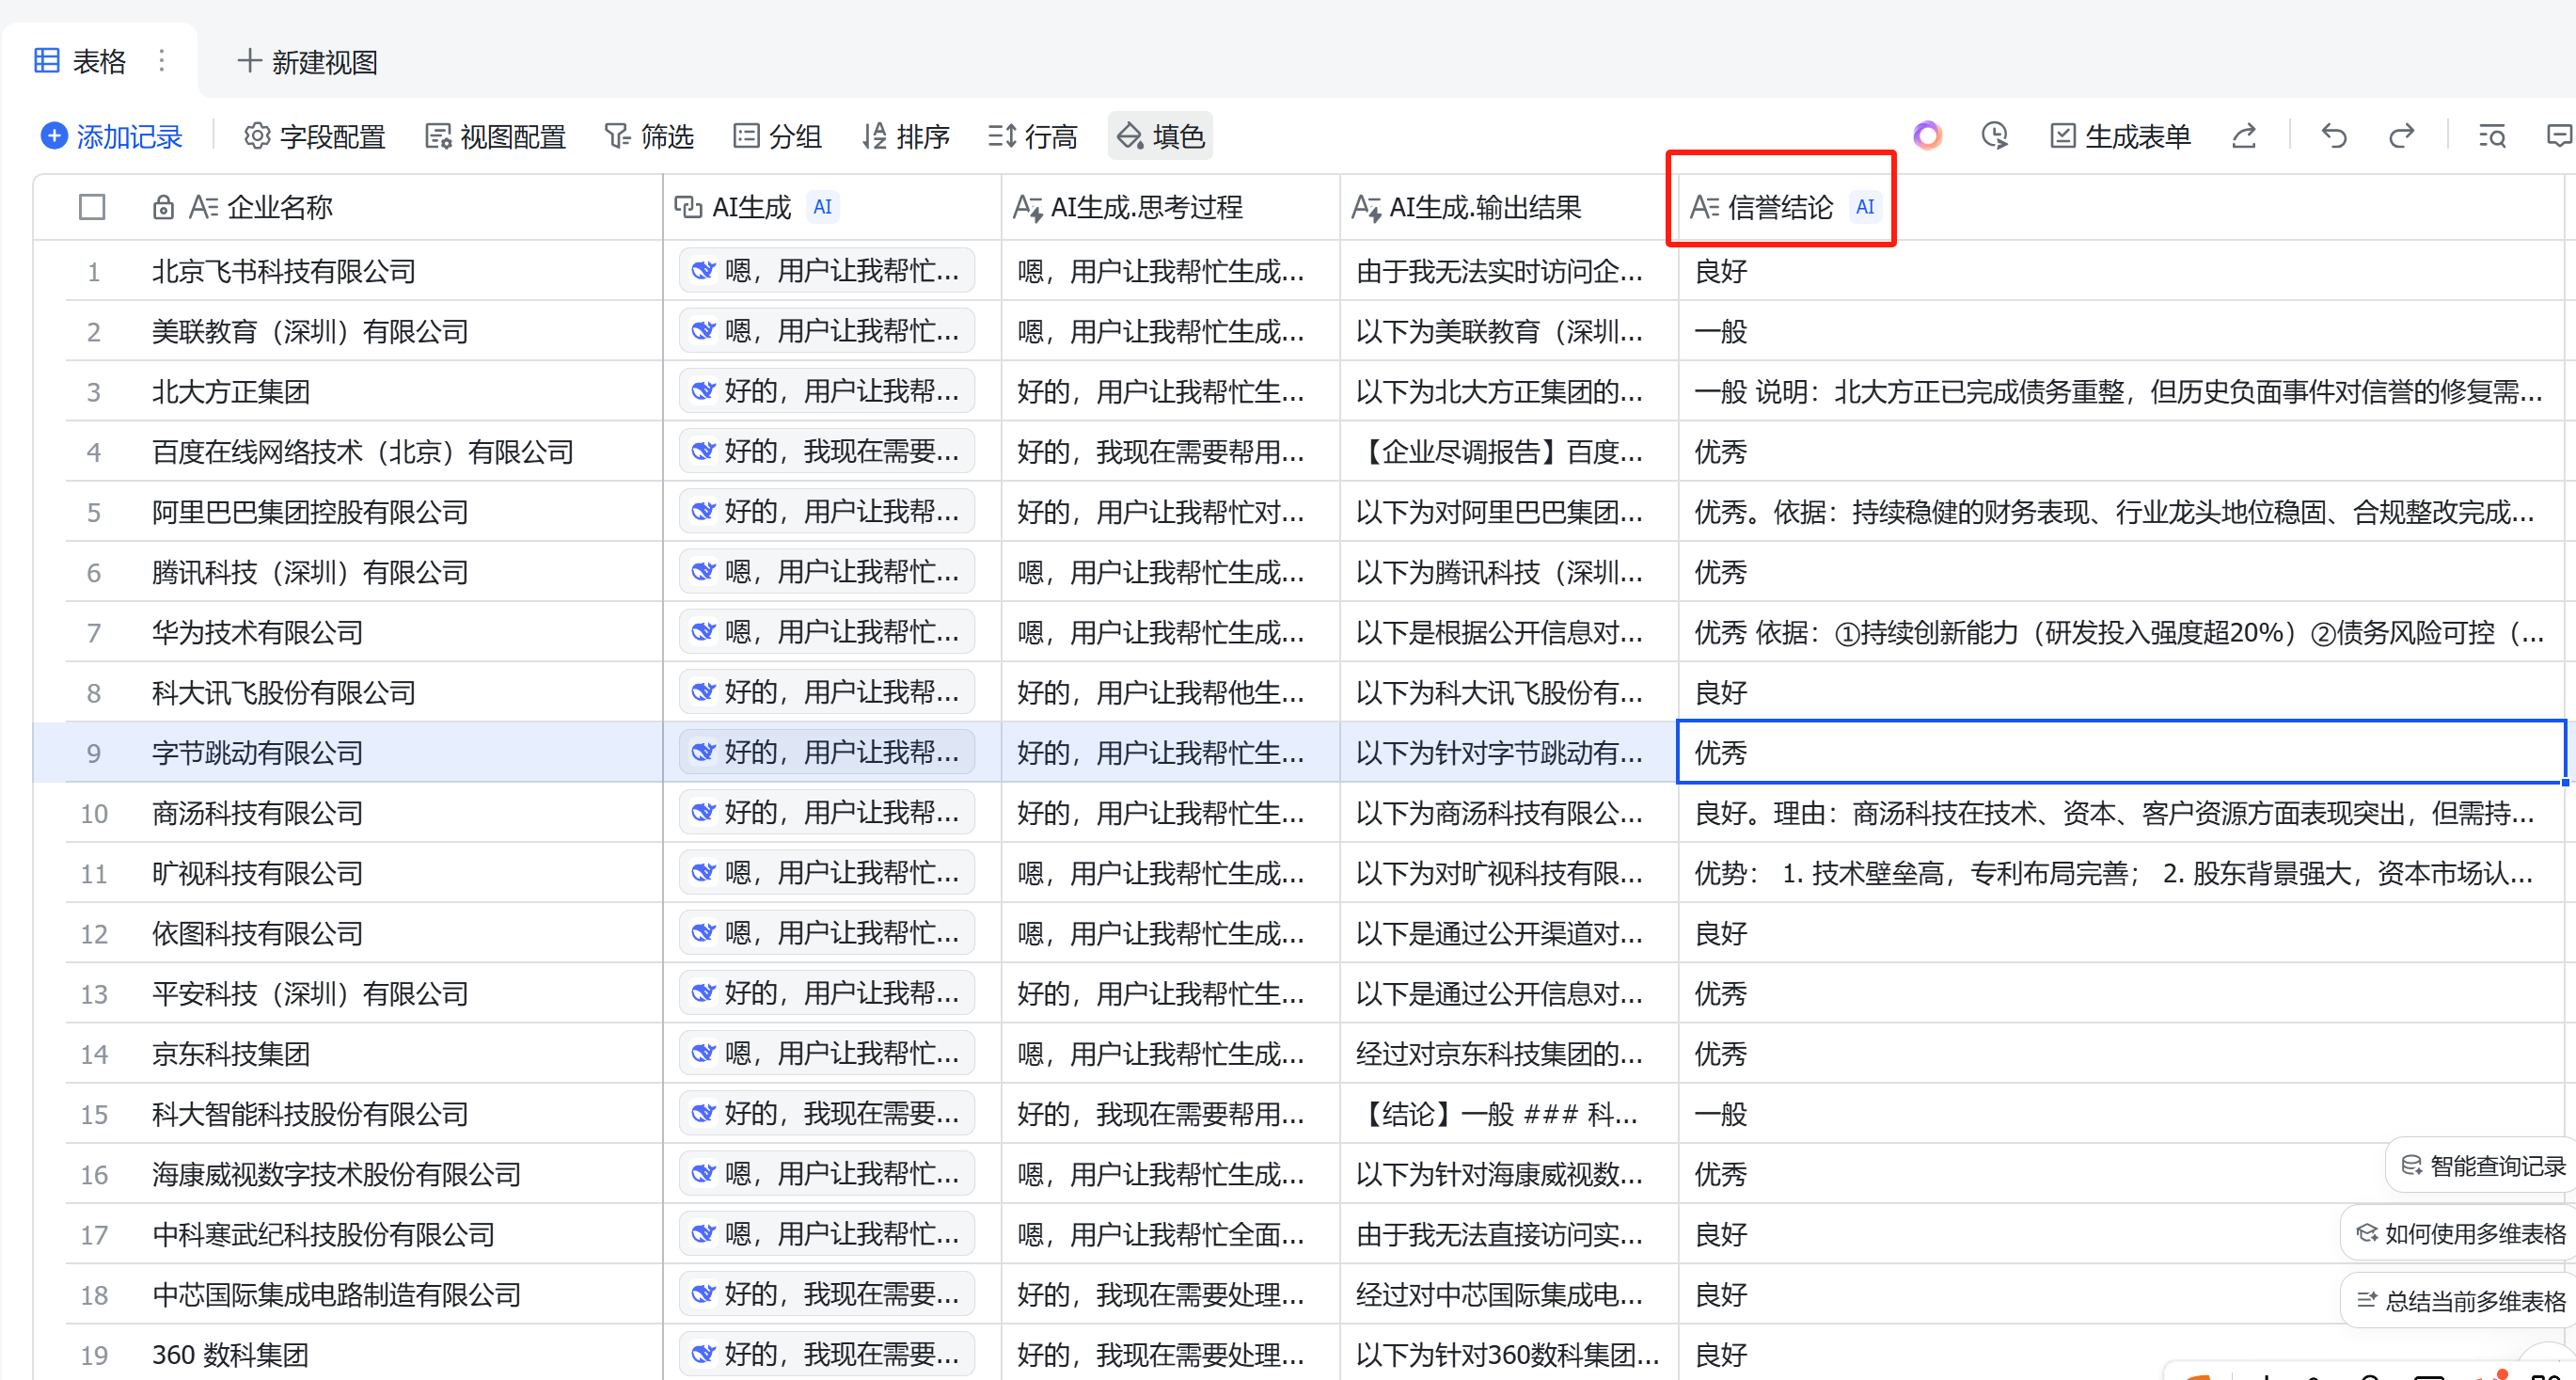 表格
新建视图
添加记录 字段配置 视图配置 筛选 分组 排序 行高 填色 生成表单
企业名称 AI生成 AI AI生成.思考过程 AI生成.输出结果 信誉结论 AI
1 北京飞书科技有限公司 嗯，用户让我帮忙... 嗯，用户让我帮忙生成... 由于我无法实时访问企... 良好
2 美联教育（深圳）有限公司 嗯，用户让我帮忙... 嗯，用户让我帮忙生成... 以下为美联教育（深圳... 一般
3 北大方正集团 好的，用户让我帮... 好的，用户让我帮忙生... 以下为北大方正集团的... 一般 说明：北大方正已完成债务重整，但历史负面事件对信誉的修复需...
4 百度在线网络技术（北京）有限公司 好的，我现在需要... 好的，我现在需要帮用... 【企业尽调报告】百度... 优秀
5 阿里巴巴集团控股有限公司 好的，用户让我帮... 好的，用户让我帮忙对... 以下为对阿里巴巴集团... 优秀。依据：持续稳健的财务表现、行业龙头地位稳固、合规整改完成...
6 腾讯科技（深圳）有限公司 嗯，用户让我帮忙... 嗯，用户让我帮忙生成... 以下为腾讯科技（深圳... 优秀
7 华为技术有限公司 嗯，用户让我帮忙... 嗯，用户让我帮忙生成... 以下是根据公开信息对... 优秀 依据：①持续创新能力（研发投入强度超20%）②债务风险可控（...
8 科大讯飞股份有限公司 好的，用户让我帮... 好的，用户让我帮他生... 以下为科大讯飞股份有... 良好
9 字节跳动有限公司 好的，用户让我帮... 好的，用户让我帮忙生... 以下为针对字节跳动有... 优秀
10 商汤科技有限公司 好的，用户让我帮... 好的，用户让我帮忙生... 以下为商汤科技有限公... 良好。理由：商汤科技在技术、资本、客户资源方面表现突出，但需持...
11 旷视科技有限公司 嗯，用户让我帮忙... 嗯，用户让我帮忙生成... 以下为对旷视科技有限... 优势： 1. 技术壁垒高，专利布局完善； 2. 股东背景强大，资本市场认...
12 依图科技有限公司 嗯，用户让我帮忙... 嗯，用户让我帮忙生成... 以下是通过公开渠道对... 良好
13 平安科技（深圳）有限公司 好的，用户让我帮... 好的，用户让我帮忙生... 以下是通过公开信息对... 优秀
14 京东科技集团 嗯，用户让我帮忙... 嗯，用户让我帮忙生成... 经过对京东科技集团的... 优秀
15 科大智能科技股份有限公司 好的，我现在需要... 好的，我现在需要帮用... 【结论】一般 ### 科... 一般
16 海康威视数字技术股份有限公司 嗯，用户让我帮忙... 嗯，用户让我帮忙生成... 以下为针对海康威视数... 优秀
智能查询记录
17 中科寒武纪科技股份有限公司 嗯，用户让我帮忙... 嗯，用户让我帮忙全面... 由于我无法直接访问实... 良好
如何使用多维表格
18 中芯国际集成电路制造有限公司 好的，我现在需要... 好的，我现在需要处理... 经过对中芯国际集成电... 良好
总结当前多维表格
19 360 数科集团 好的，我现在需要... 好的，我现在需要处理... 以下为针对360数科集团... 良好